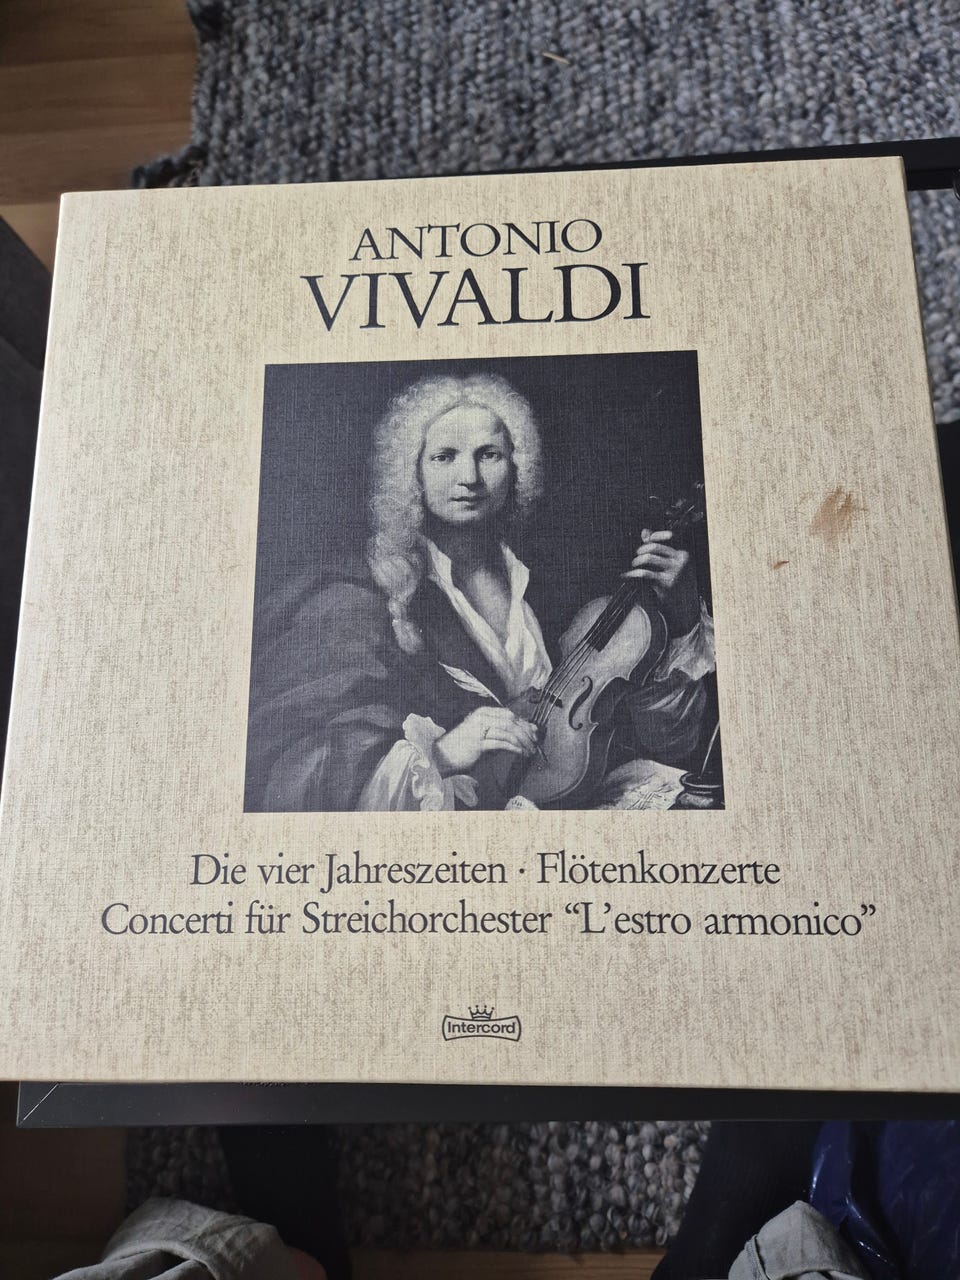 ANTONIO
VIVALDI
Die vier Jahreszeiten · Flötenkonzerte
Concerti für Streichorchester “L’estro armonico”
Intercord